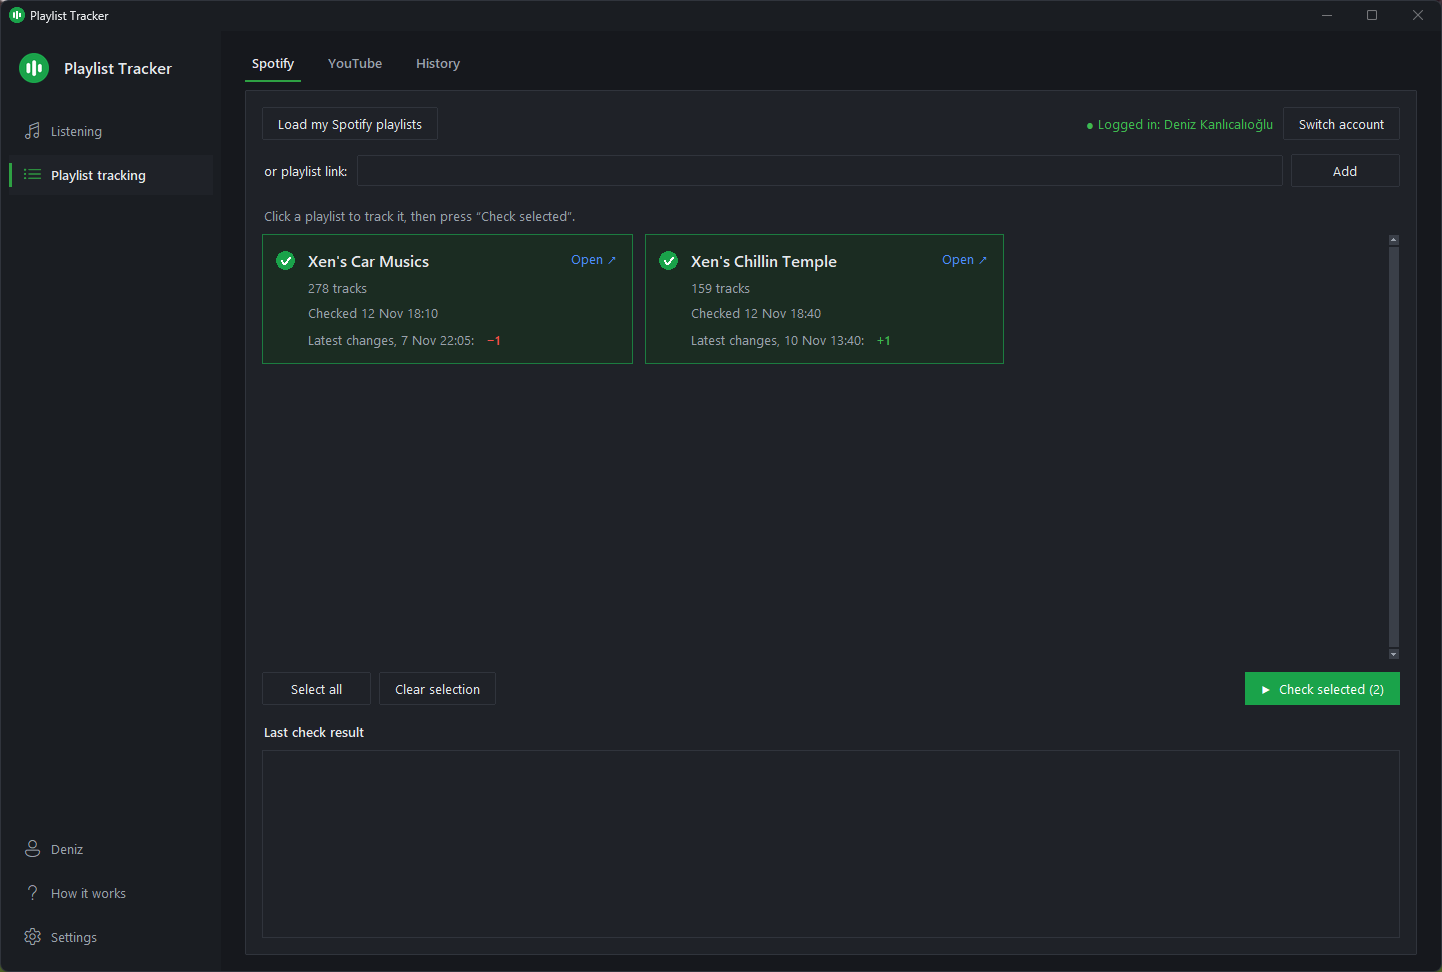 Playlist Tracker
Playlist Tracker
Listening
Playlist tracking
Deniz
How it works
Settings
Spotify
YouTube
History
Load my Spotify playlists
Logged in: Deniz Kanlıcalıoğlu
Switch account
or playlist link:
Add
Click a playlist to track it, then press “Check selected”.
Xen's Car Musics
Open ↗
278 tracks
Checked 12 Nov 18:10
Latest changes, 7 Nov 22:05: −1
Xen's Chillin Temple
Open ↗
159 tracks
Checked 12 Nov 18:40
Latest changes, 10 Nov 13:40: +1
Select all
Clear selection
Check selected (2)
Last check result